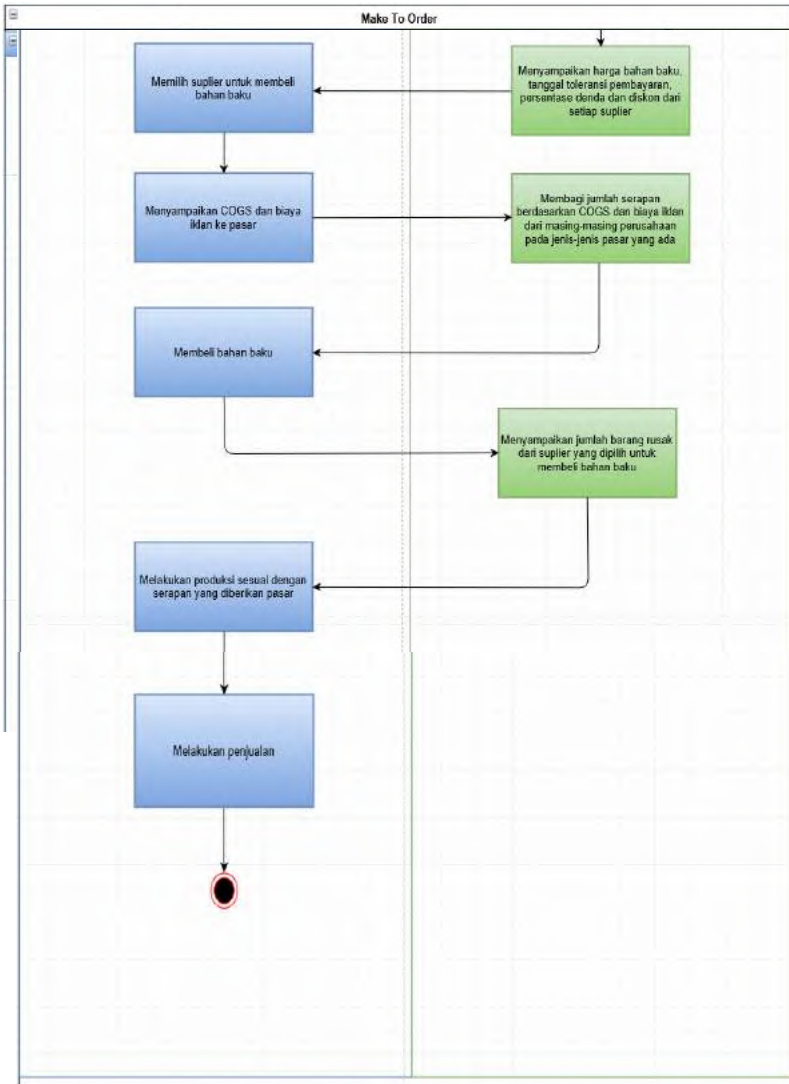 Make To Order
Memilih suplier untuk membeli
bahan baku
Menyampaikan harga bahan baku,
tanggal toleransi pembayaran,
persentase denda dan diskon dari
setiap suplier
Menyampaikan COGS dan biaya
iklan ke pasar
Membagi jumlah serapan
berdasarkan COGS dan biaya iklan
dari masing-masing perusahaan
pada jenis-jenis pasar yang ada
Membeli bahan baku
Menyampaikan jumlah barang rusak
dari suplier yang dipilih untuk
membeli bahan baku
Melakukan produksi sesuai dengan
serapan yang diberikan pasar
Melakukan penjualan